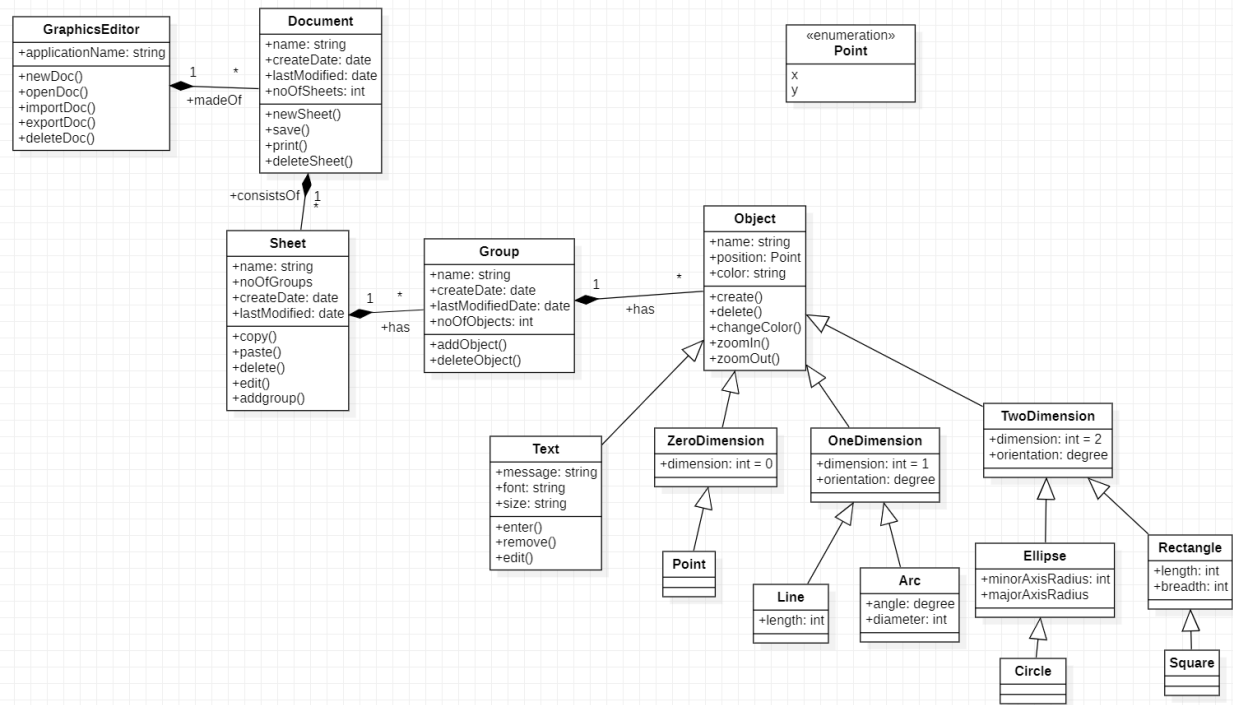 GraphicsEditor
+applicationName: string
+newDoc()
+openDoc()
+importDoc()
+exportDoc()
+deleteDoc()
1
*
+madeOf
Document
+name: string
+createDate: date
+lastModified: date
+noOfSheets: int
+newSheet()
+save()
+print()
+deleteSheet()
«enumeration»
Point
x
y
+consistsOf
1
*
Sheet
+name: string
+noOfGroups
+createDate: date
+lastModified: date
+copy()
+paste()
+delete()
+edit()
+addgroup()
1
*
+has
Group
+name: string
+createDate: date
+lastModifiedDate: date
+noOfObjects: int
+addObject()
+deleteObject()
1
*
+has
Object
+name: string
+position: Point
+color: string
+create()
+delete()
+changeColor()
+zoomIn()
+zoomOut()
Text
+message: string
+font: string
+size: string
+enter()
+remove()
+edit()
ZeroDimension
+dimension: int = 0
OneDimension
+dimension: int = 1
+orientation: degree
TwoDimension
+dimension: int = 2
+orientation: degree
Point
Line
+length: int
Arc
+angle: degree
+diameter: int
Ellipse
+minorAxisRadius: int
+majorAxisRadius
Rectangle
+length: int
+breadth: int
Circle
Square